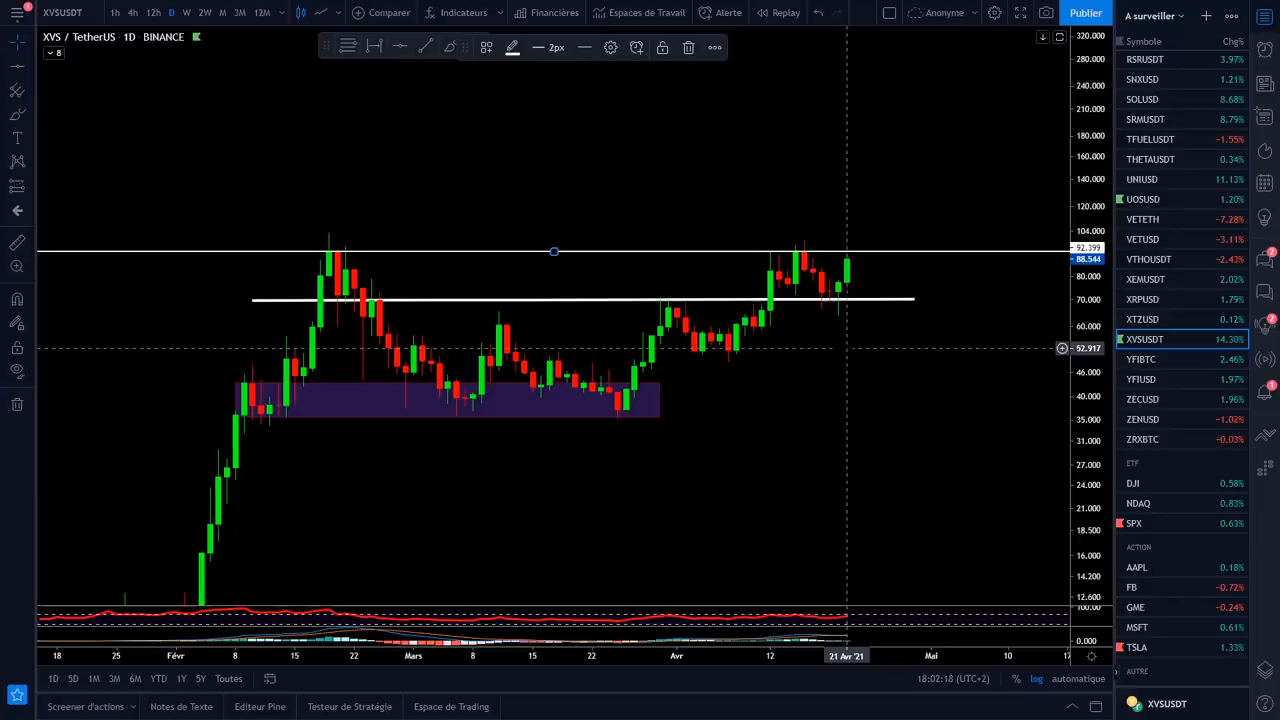 XVSUSDT 1h 4h 12h D W 2W M 3M 12M Comparer Indicateurs Financières Espaces de Travail Alerte Replay Anonyme Publier
XVS / TetherUS · 1D · BINANCE
8
2px
320.000
280.000
240.000
210.000
180.000
160.000
140.000
120.000
104.000
92.399
88.544
80.000
70.000
60.000
52.917
46.000
40.000
35.000
31.000
27.000
24.000
21.000
18.500
16.000
14.200
12.600
100.00
0.000
18 25 Févr 8 15 22 Mars 8 15 22 Avr 12 21 Avr '21 Mai 10 17
1D 5D 1M 3M 6M YTD 1Y 5Y Toutes 18:02:18 (UTC+2) % log automatique
Screener d'actions Notes de Texte Editeur Pine Testeur de Stratégie Espace de Trading
A surveiller
Symbole Chg%
RSRUSDT 3.97%
SNXUSD 1.21%
SOLUSD 8.68%
SRMUSDT 8.79%
TFUELUSDT −1.55%
THETAUSDT 0.34%
UNIUSD 11.13%
UOSUSD 1.20%
VETETH −7.28%
VETUSD −3.11%
VTHOUSDT −2.43%
XEMUSDT 2.02%
XRPUSD 1.79%
XTZUSD 0.12%
XVSUSDT 14.30%
YFIBTC 2.46%
YFIUSD 1.97%
ZECUSD 1.96%
ZENUSD −1.02%
ZRXBTC −0.03%
ETF
DJI 0.58%
NDAQ 0.83%
SPX 0.63%
ACTION
AAPL 0.18%
FB −0.72%
GME −0.24%
MSFT 0.61%
TSLA 1.33%
AUTRE
XVSUSDT
2
2
1